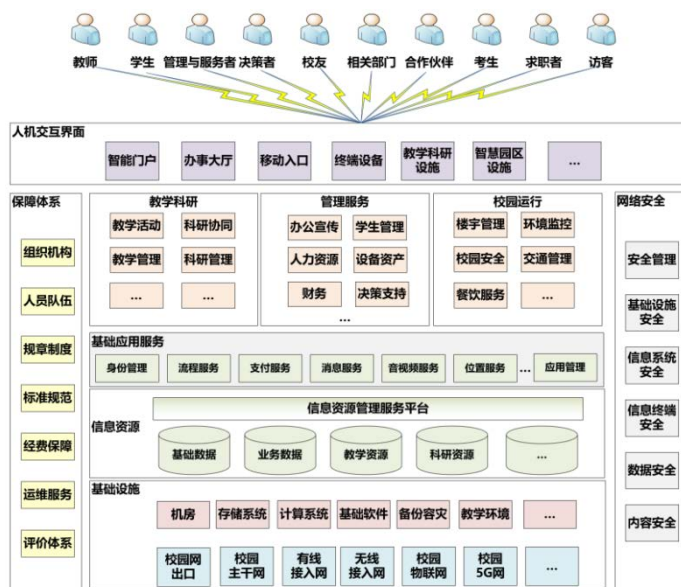 教师 学生 管理与服务者 决策者 校友 相关部门 合作伙伴 考生 求职者 访客
人机交互界面
智能门户 办事大厅 移动入口 终端设备 教学科研设施 智慧园区设施 ...
保障体系
组织机构
人员队伍
规章制度
标准规范
经费保障
运维服务
评价体系
教学科研
教学活动 科研协同
教学管理 科研管理
... ...
管理服务
办公宣传 学生管理
人力资源 设备资产
财务 决策支持
...
校园运行
楼宇管理 环境监控
校园安全 交通管理
餐饮服务 ...
基础应用服务
身份管理 流程服务 支付服务 消息服务 音视频服务 位置服务 ... 应用管理
信息资源管理服务平台
信息资源
基础数据 业务数据 教学资源 科研资源 ...
基础设施
机房 存储系统 计算系统 基础软件 备份容灾 教学环境 ...
校园网出口 校园主干网 有线接入网 无线接入网 校园物联网 校园5G网 ...
网络安全
安全管理
基础设施安全
信息系统安全
信息终端安全
数据安全
内容安全